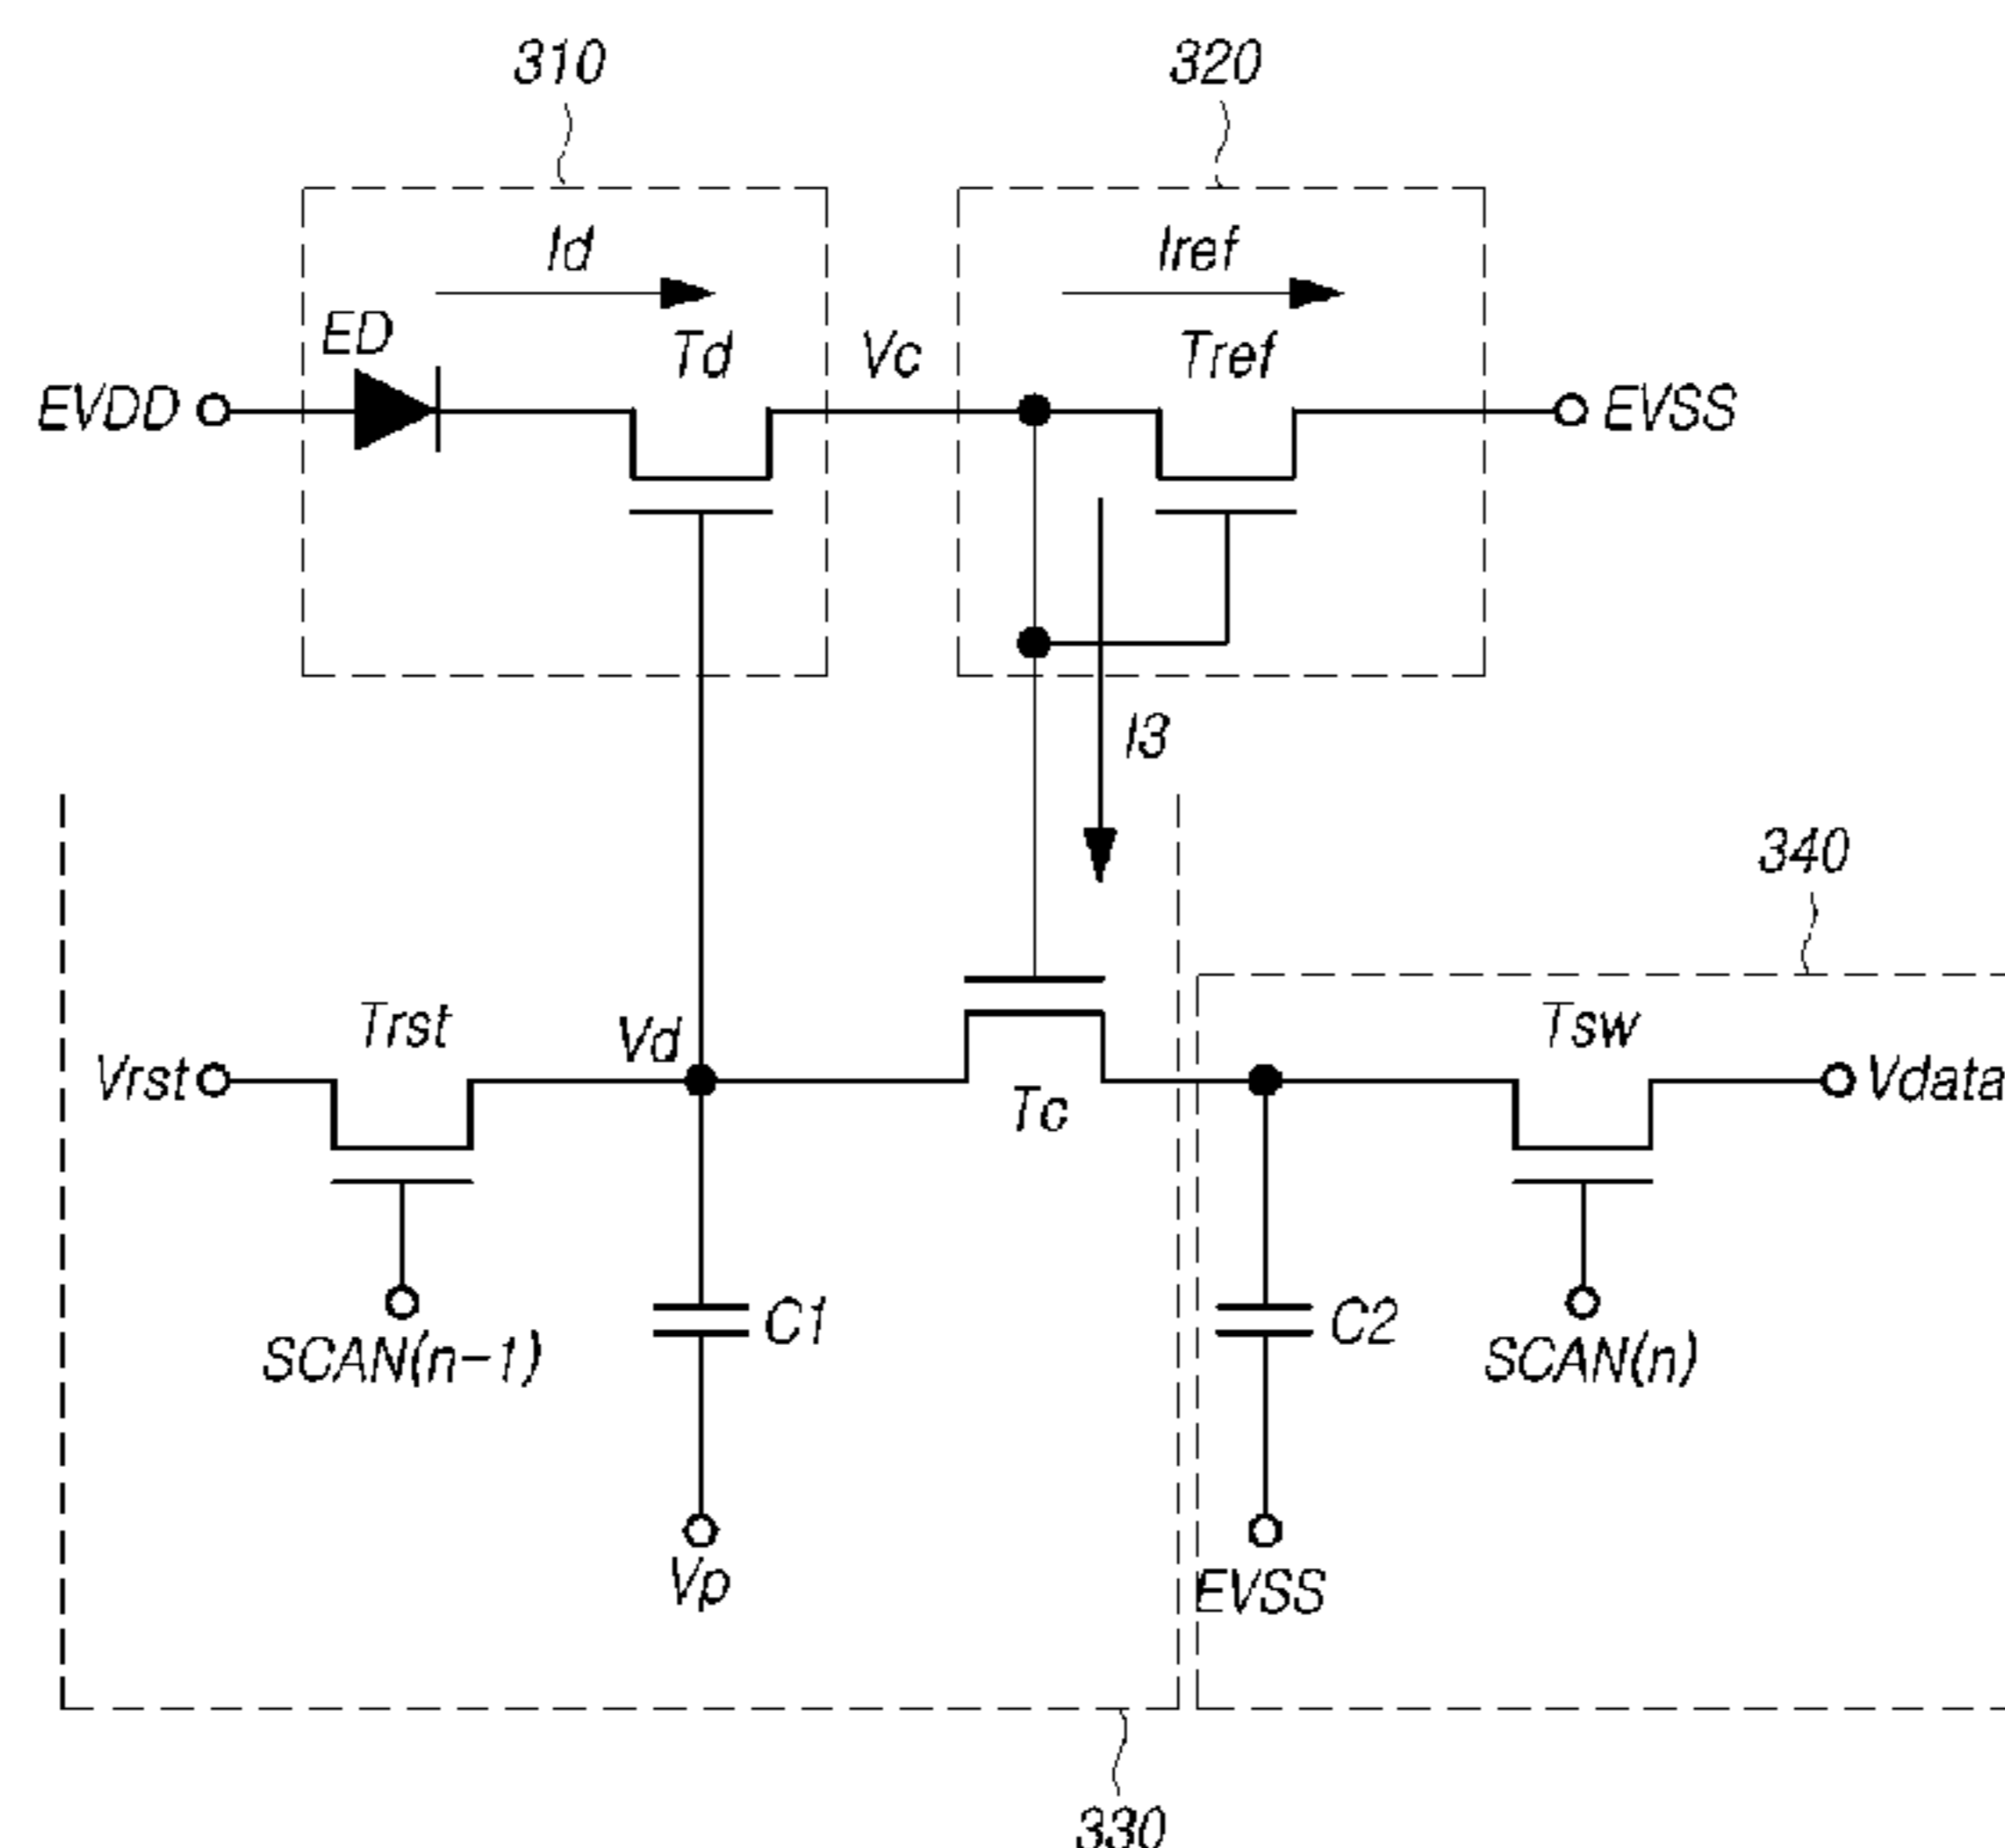 310
320
Id
Iref
ED
Td
Vc
Tref
EVDD
EVSS
I3
340
Trst
Vd
Tsw
Vrst
Tc
Vdata
C1
C2
SCAN(n-1)
SCAN(n)
Vp
EVSS
330